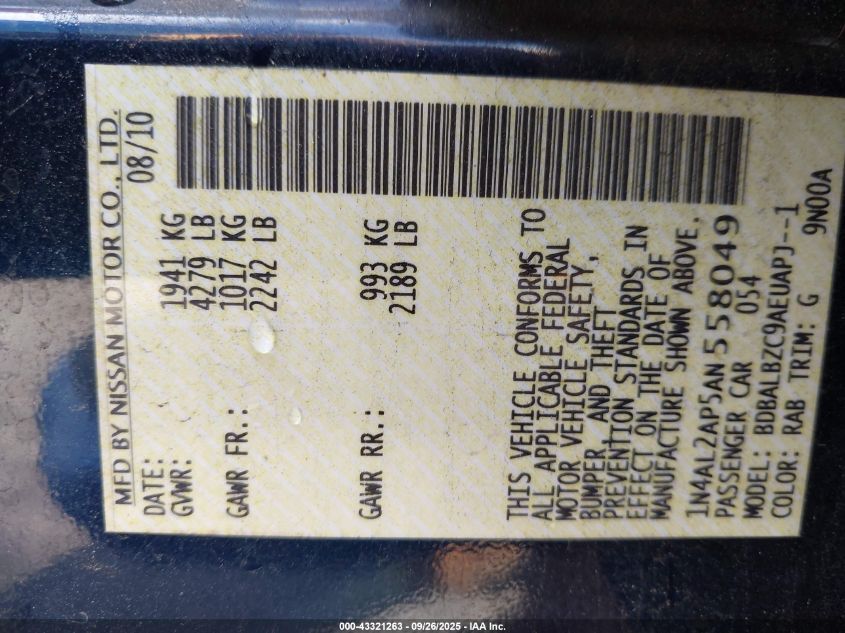 MFD BY NISSAN MOTOR CO., LTD.
DATE: 08/10
GVWR: 1941 KG
4279 LB
GAWR FR.: 1017 KG
2242 LB
GAWR RR.: 993 KG
2189 LB
THIS VEHICLE CONFORMS TO
ALL APPLICABLE FEDERAL
MOTOR VEHICLE SAFETY,
BUMPER, AND THEFT
PREVENTION STANDARDS IN
EFFECT ON THE DATE OF
MANUFACTURE SHOWN ABOVE.
1N4AL2AP5AN558049
PASSENGER CAR 054
MODEL: BDBALBZC9AEUAPJ--1
COLOR: RAB TRIM: G 9N00A
000-43321263 - 09/26/2025 - IAA Inc.